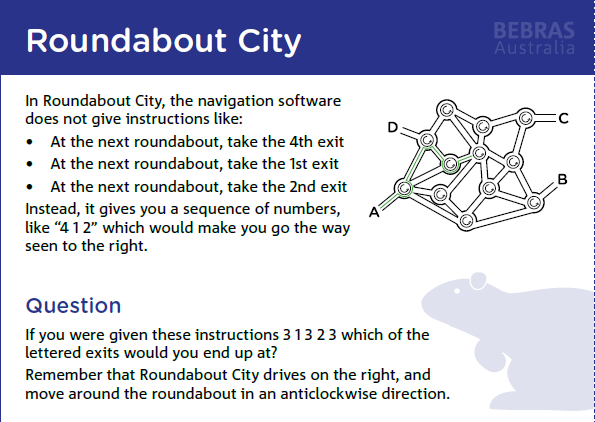 Roundabout City
BEBRAS
Australia
In Roundabout City, the navigation software
does not give instructions like:
• At the next roundabout, take the 4th exit
• At the next roundabout, take the 1st exit
• At the next roundabout, take the 2nd exit
Instead, it gives you a sequence of numbers,
like “4 1 2” which would make you go the way
seen to the right.
D
C
B
A
Question
If you were given these instructions 3 1 3 2 3 which of the
lettered exits would you end up at?
Remember that Roundabout City drives on the right, and
move around the roundabout in an anticlockwise direction.